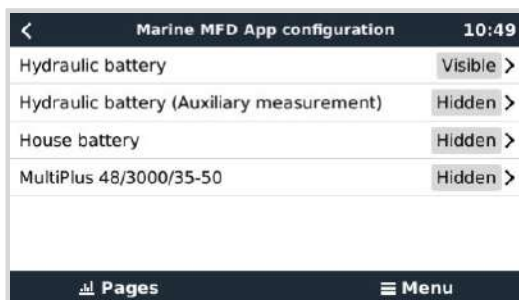 Marine MFD App configuration 10:49
Hydraulic battery Visible
Hydraulic battery (Auxiliary measurement) Hidden
House battery Hidden
MultiPlus 48/3000/35-50 Hidden
Pages Menu